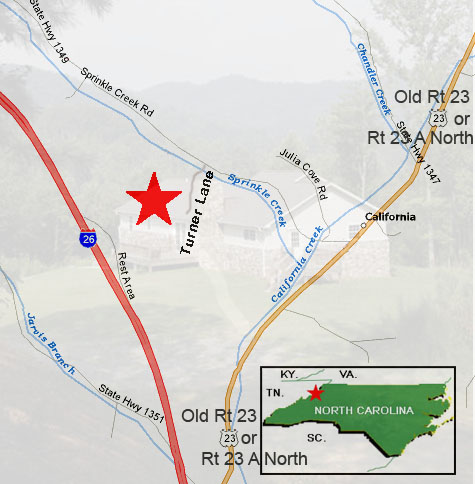 State Hwy 1349
Sprinkle Creek Rd
Chandler Creek
Old Rt 23
23 or
Rt 23 A North
State Hwy 1347
Julia Cove Rd
Sprinkle Creek
Turner Lane
California
California Creek
26
Rest Area
Jarvis Branch
State Hwy 1351
Old Rt 23
23 or
Rt 23 A North
KY. VA.
TN.
NORTH CAROLINA
SC.